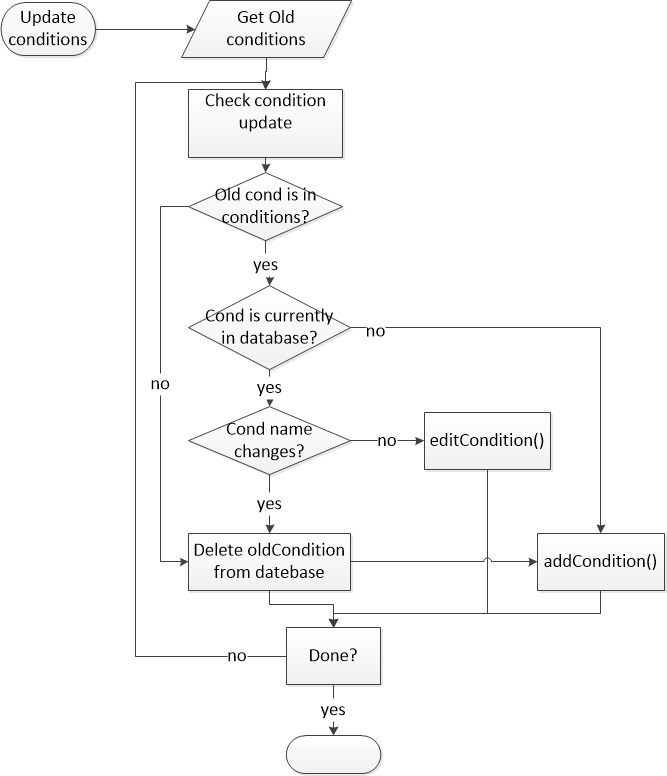 Update
conditions
Get Old
conditions
Check condition
update
Old cond is in
conditions?
yes
Cond is currently
in database?
no
no
yes
Cond name
changes?
no
editCondition()
yes
Delete oldCondition
from datebase
addCondition()
Done?
no
yes